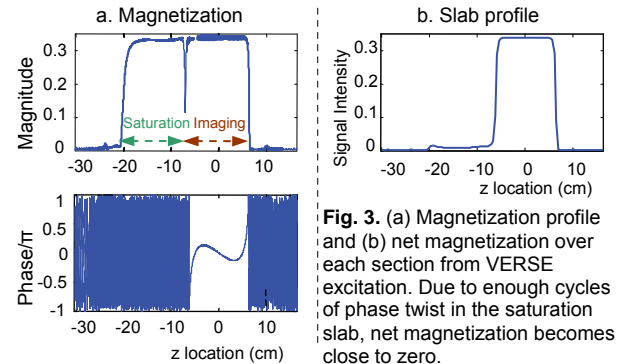 a. Magnetization
Magnitude
0.3
0.2
0.1
0
Saturation Imaging
-30 -20 -10 0 10
Phase/π
1
0.5
0
-0.5
-1
-30 -20 -10 0 10
z location (cm)
b. Slab profile
Signal Intensity
0.3
0.2
0.1
0
-30 -20 -10 0 10
z location (cm)
Fig. 3. (a) Magnetization profile
and (b) net magnetization over
each section from VERSE
excitation. Due to enough cycles
of phase twist in the saturation
slab, net magnetization becomes
close to zero.